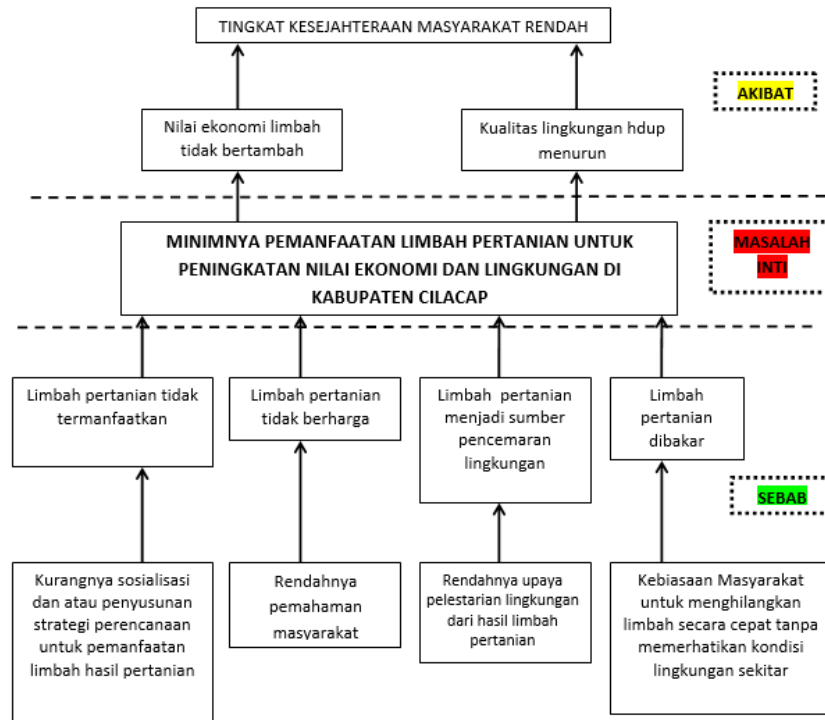 TINGKAT KESEJAHTERAAN MASYARAKAT RENDAH
AKIBAT
Nilai ekonomi limbah
tidak bertambah
Kualitas lingkungan hdup
menurun
MINIMNYA PEMANFAATAN LIMBAH PERTANIAN UNTUK
PENINGKATAN NILAI EKONOMI DAN LINGKUNGAN DI
KABUPATEN CILACAP
MASALAH
INTI
Limbah pertanian tidak
termanfaatkan
Limbah pertanian
tidak berharga
Limbah pertanian
menjadi sumber
pencemaran
lingkungan
Limbah
pertanian
dibakar
SEBAB
Kurangnya sosialisasi
dan atau penyusunan
strategi perencanaan
untuk pemanfaatan
limbah hasil pertanian
Rendahnya
pemahaman
masyarakat
Rendahnya upaya
pelestarian lingkungan
dari hasil limbah
pertanian
Kebiasaan Masyarakat
untuk menghilangkan
limbah secara cepat tanpa
memerhatikan kondisi
lingkungan sekitar